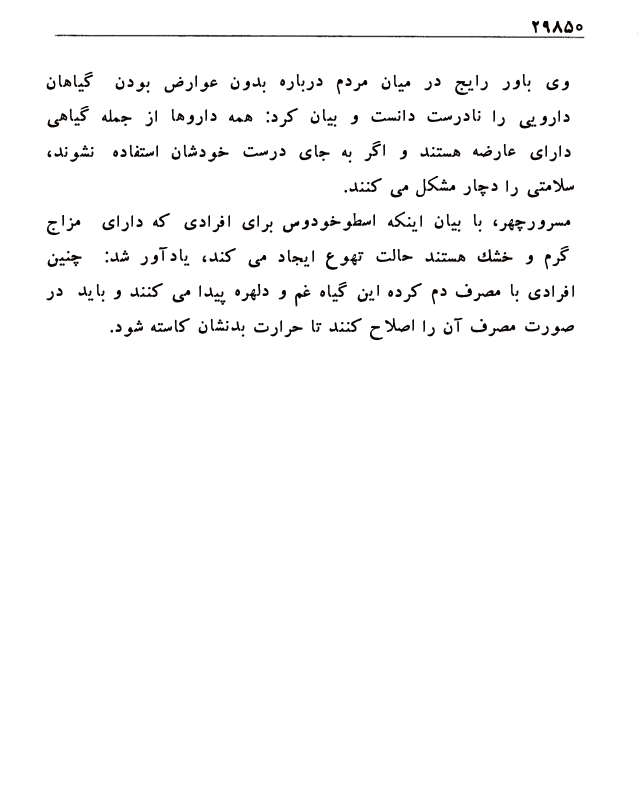 ۲۹۸۵۰
وی باور رایج در میان مردم درباره بدون عوارض بودن گیاهان
دارویی را نادرست دانست و بیان کرد: همه داروها از جمله گیاهی
دارای عارضه هستند و اگر به جای درست خودشان استفاده نشوند،
سلامتی را دچار مشکل می کنند.
مسرورچهر، با بیان اینکه اسطوخودوس برای افرادی که دارای مزاج
گرم و خشک هستند حالت تهوع ایجاد می کند، یادآور شد: چنین
افرادی با مصرف دم کرده این گیاه غم و دلهره پیدا می کنند و باید در
صورت مصرف آن را اصلاح کنند تا حرارت بدنشان کاسته شود.